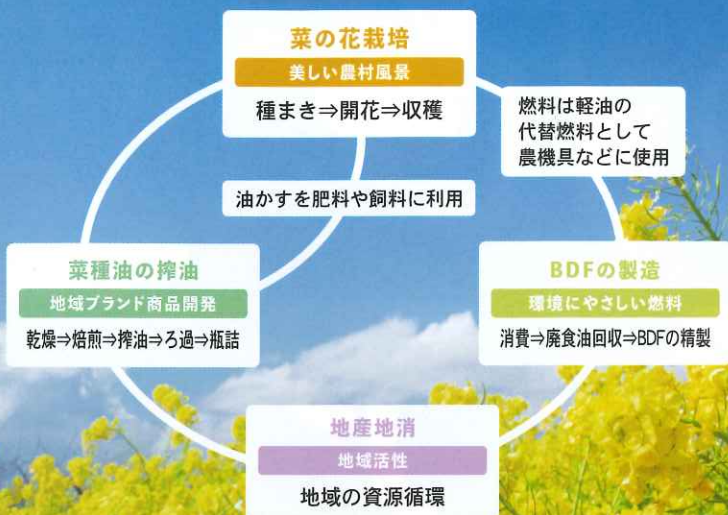 菜の花栽培
美しい農村風景
種まき⇒開花⇒収穫
燃料は軽油の
代替燃料として
農機具などに使用
油かすを肥料や飼料に利用
菜種油の搾油
地域ブランド商品開発
乾燥⇒焙煎⇒搾油⇒ろ過⇒瓶詰
BDFの製造
環境にやさしい燃料
消費⇒廃食油回収⇒BDFの精製
地産地消
地域活性
地域の資源循環